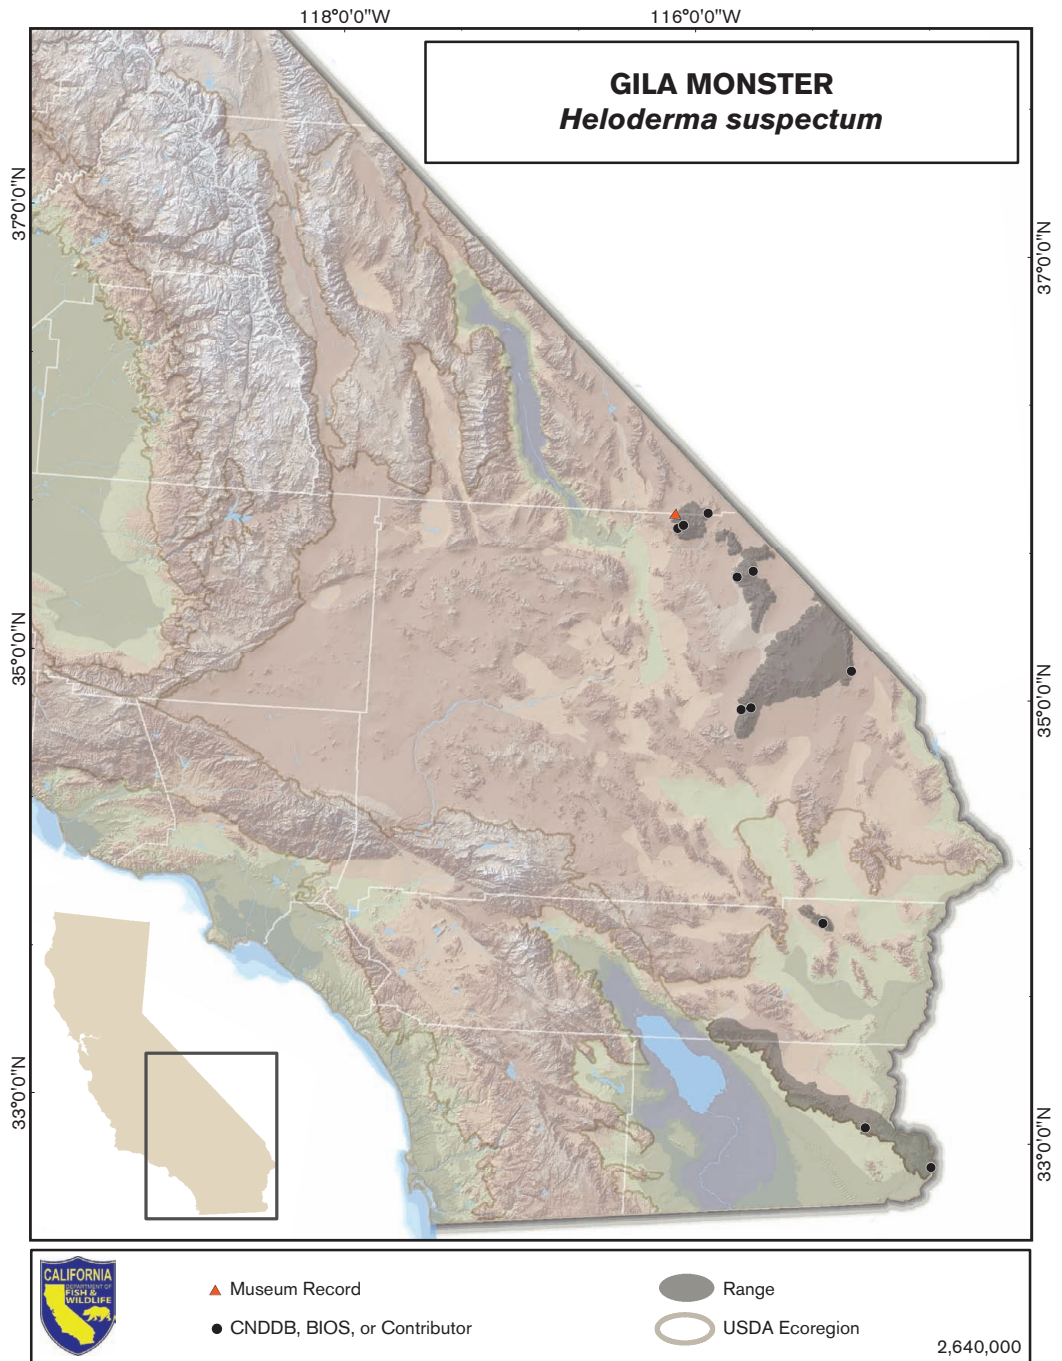 118°0'0"W
116°0'0"W
GILA MONSTER
Heloderma suspectum
37°0'0"N
37°0'0"N
35°0'0"N
35°0'0"N
33°0'0"N
33°0'0"N
CALIFORNIA
DEPARTMENT OF
FISH &
WILDLIFE
Museum Record
Range
CNDDB, BIOS, or Contributor
USDA Ecoregion
2,640,000